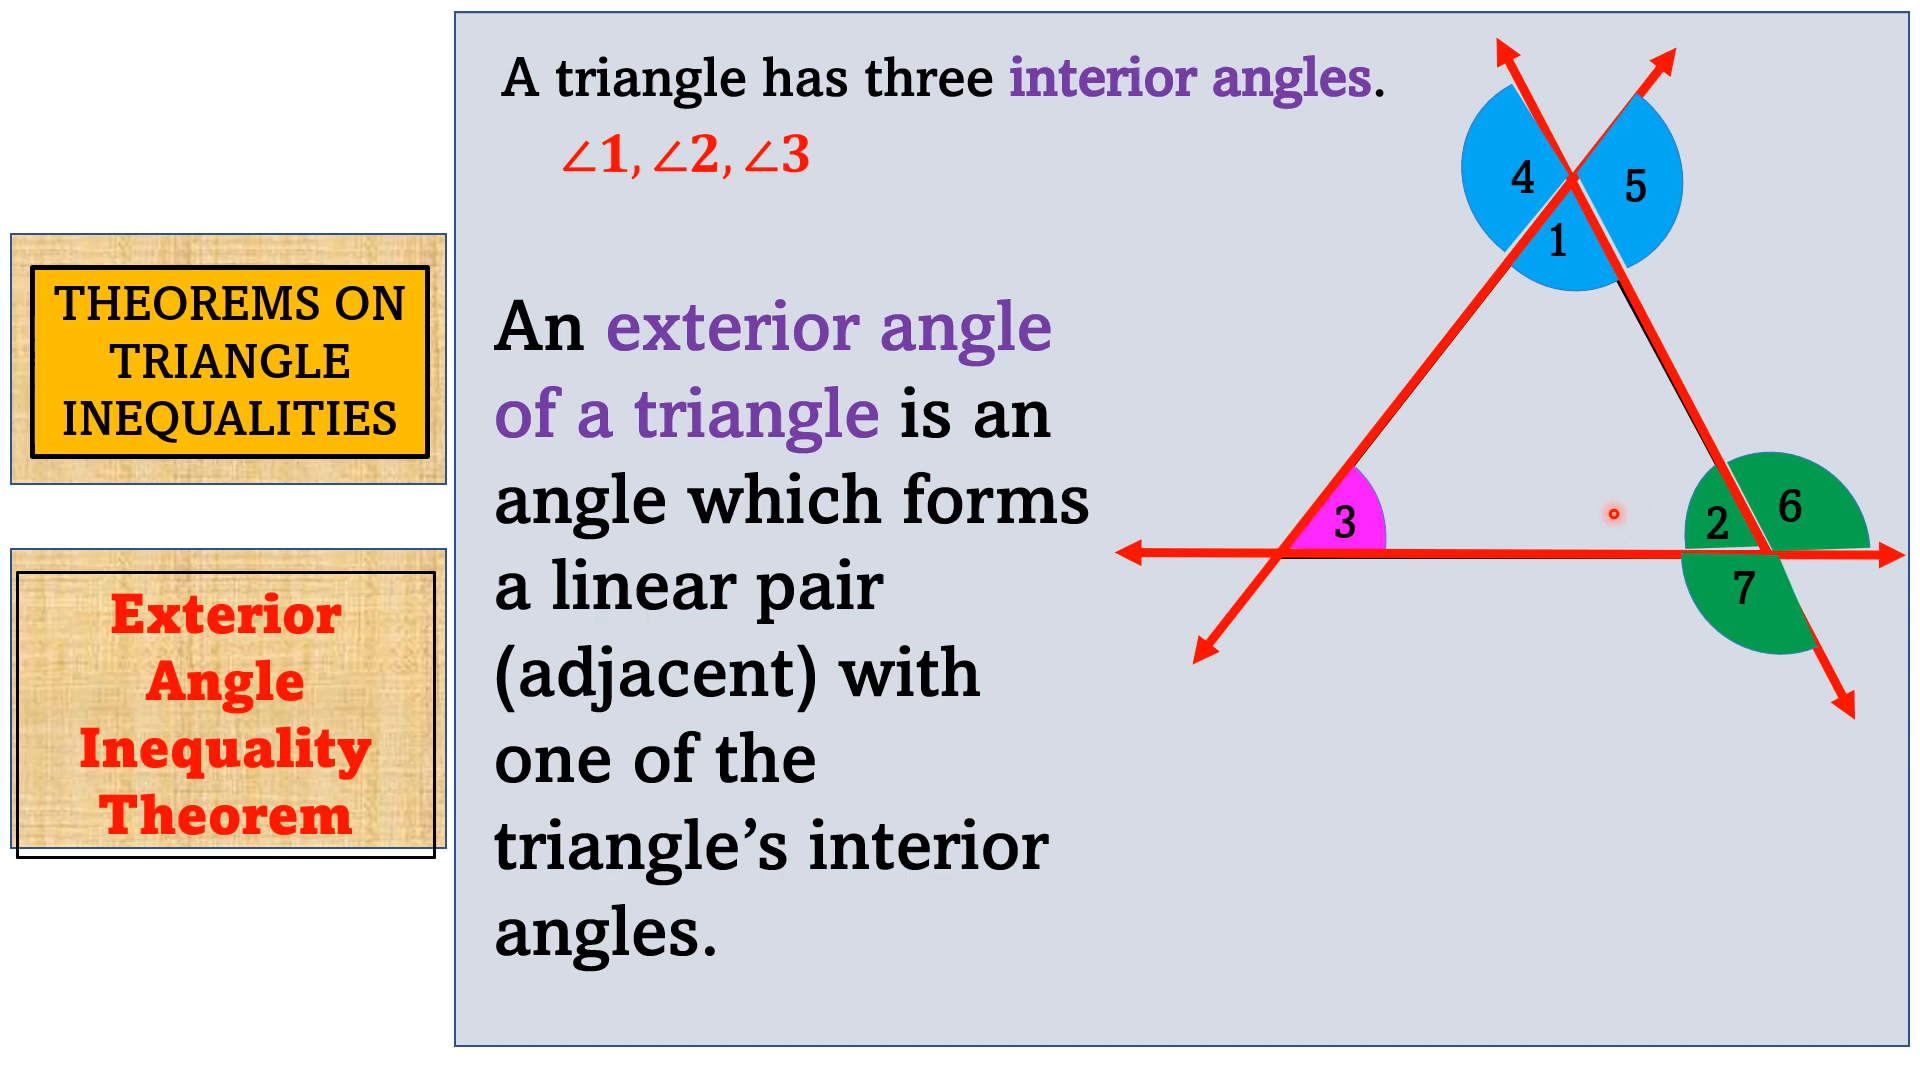 THEOREMS ON
TRIANGLE
INEQUALITIES
Exterior
Angle
Inequality
Theorem
A triangle has three interior angles.
∠1, ∠2, ∠3
An exterior angle
of a triangle is an
angle which forms
a linear pair
(adjacent) with
one of the
triangle’s interior
angles.
4
5
1
3
2
6
7